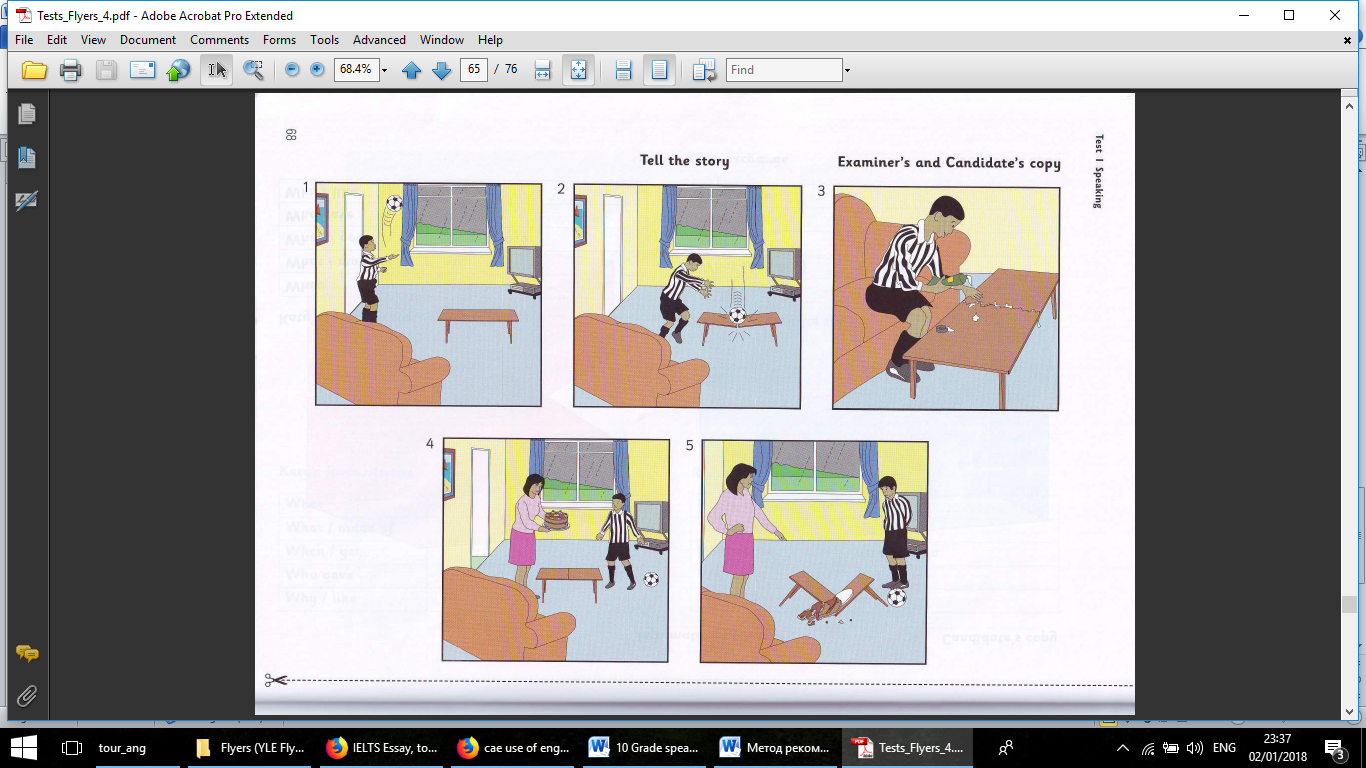 Tests_Flyers_4.pdf - Adobe Acrobat Pro Extended
File Edit View Document Comments Forms Tools Advanced Window Help
68.4% 65 / 76 Find
68
Test 1 Speaking
Tell the story
Examiner's and Candidate's copy
1
2
3
4
5
tour_ang
Flyers (YLE Fly...
IELTS Essay, to...
cae use of eng...
10 Grade spea...
Метод реком...
Tests_Flyers_4....
ENG
23:37
02/01/2018
3